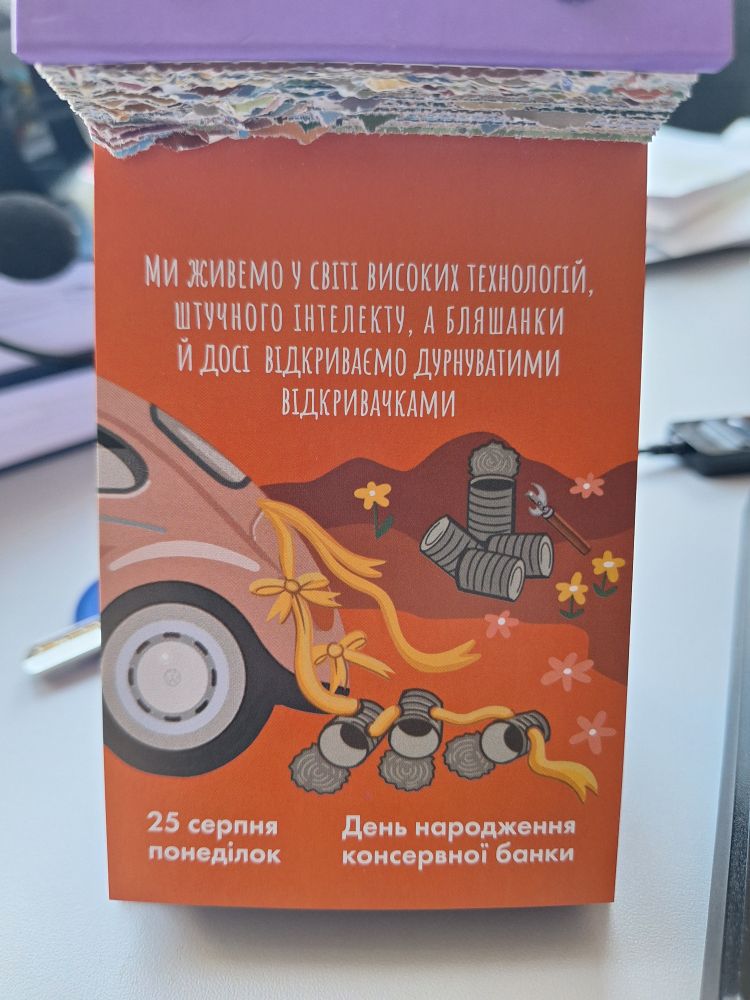 Ми живемо у світі високих технологій,
штучного інтелекту, а бляшанки
й досі відкриваємо дурнуватими
відкривачками
25 серпня
понеділок
День народження
консервної банки